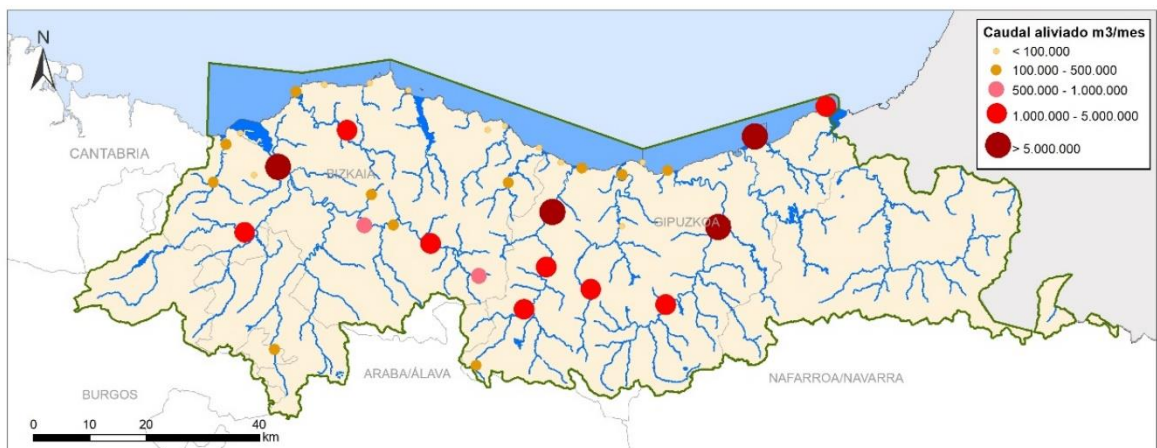 N
Caudal aliviado m3/mes
< 100.000
100.000 - 500.000
500.000 - 1.000.000
1.000.000 - 5.000.000
> 5.000.000
CANTABRIA
BIZKAIA
GIPUZKOA
ARABA/ÁLAVA
NAFARROA/NAVARRA
BURGOS
0 10 20 40
km